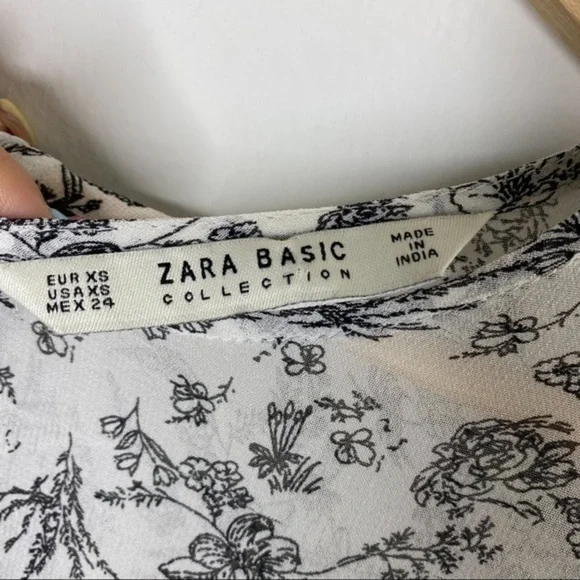 EUR XS
USA XS
MEX 24
ZARA BASIC
COLLECTION
MADE
IN
INDIA